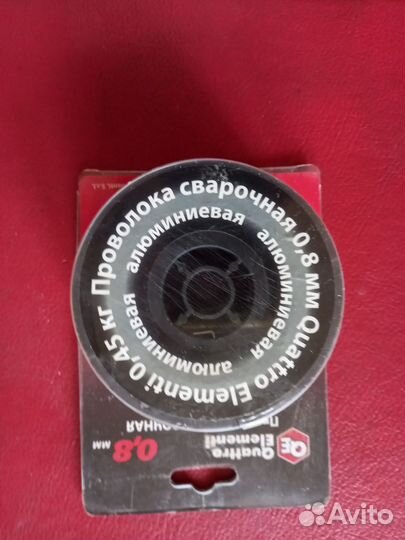 Проволока сварочная 0,8 мм Quattro Elementi 0,45 кг
алюминиевая алюминиевая алюминиевая
Quattro
Elementi
QE
0,8 мм
Avito